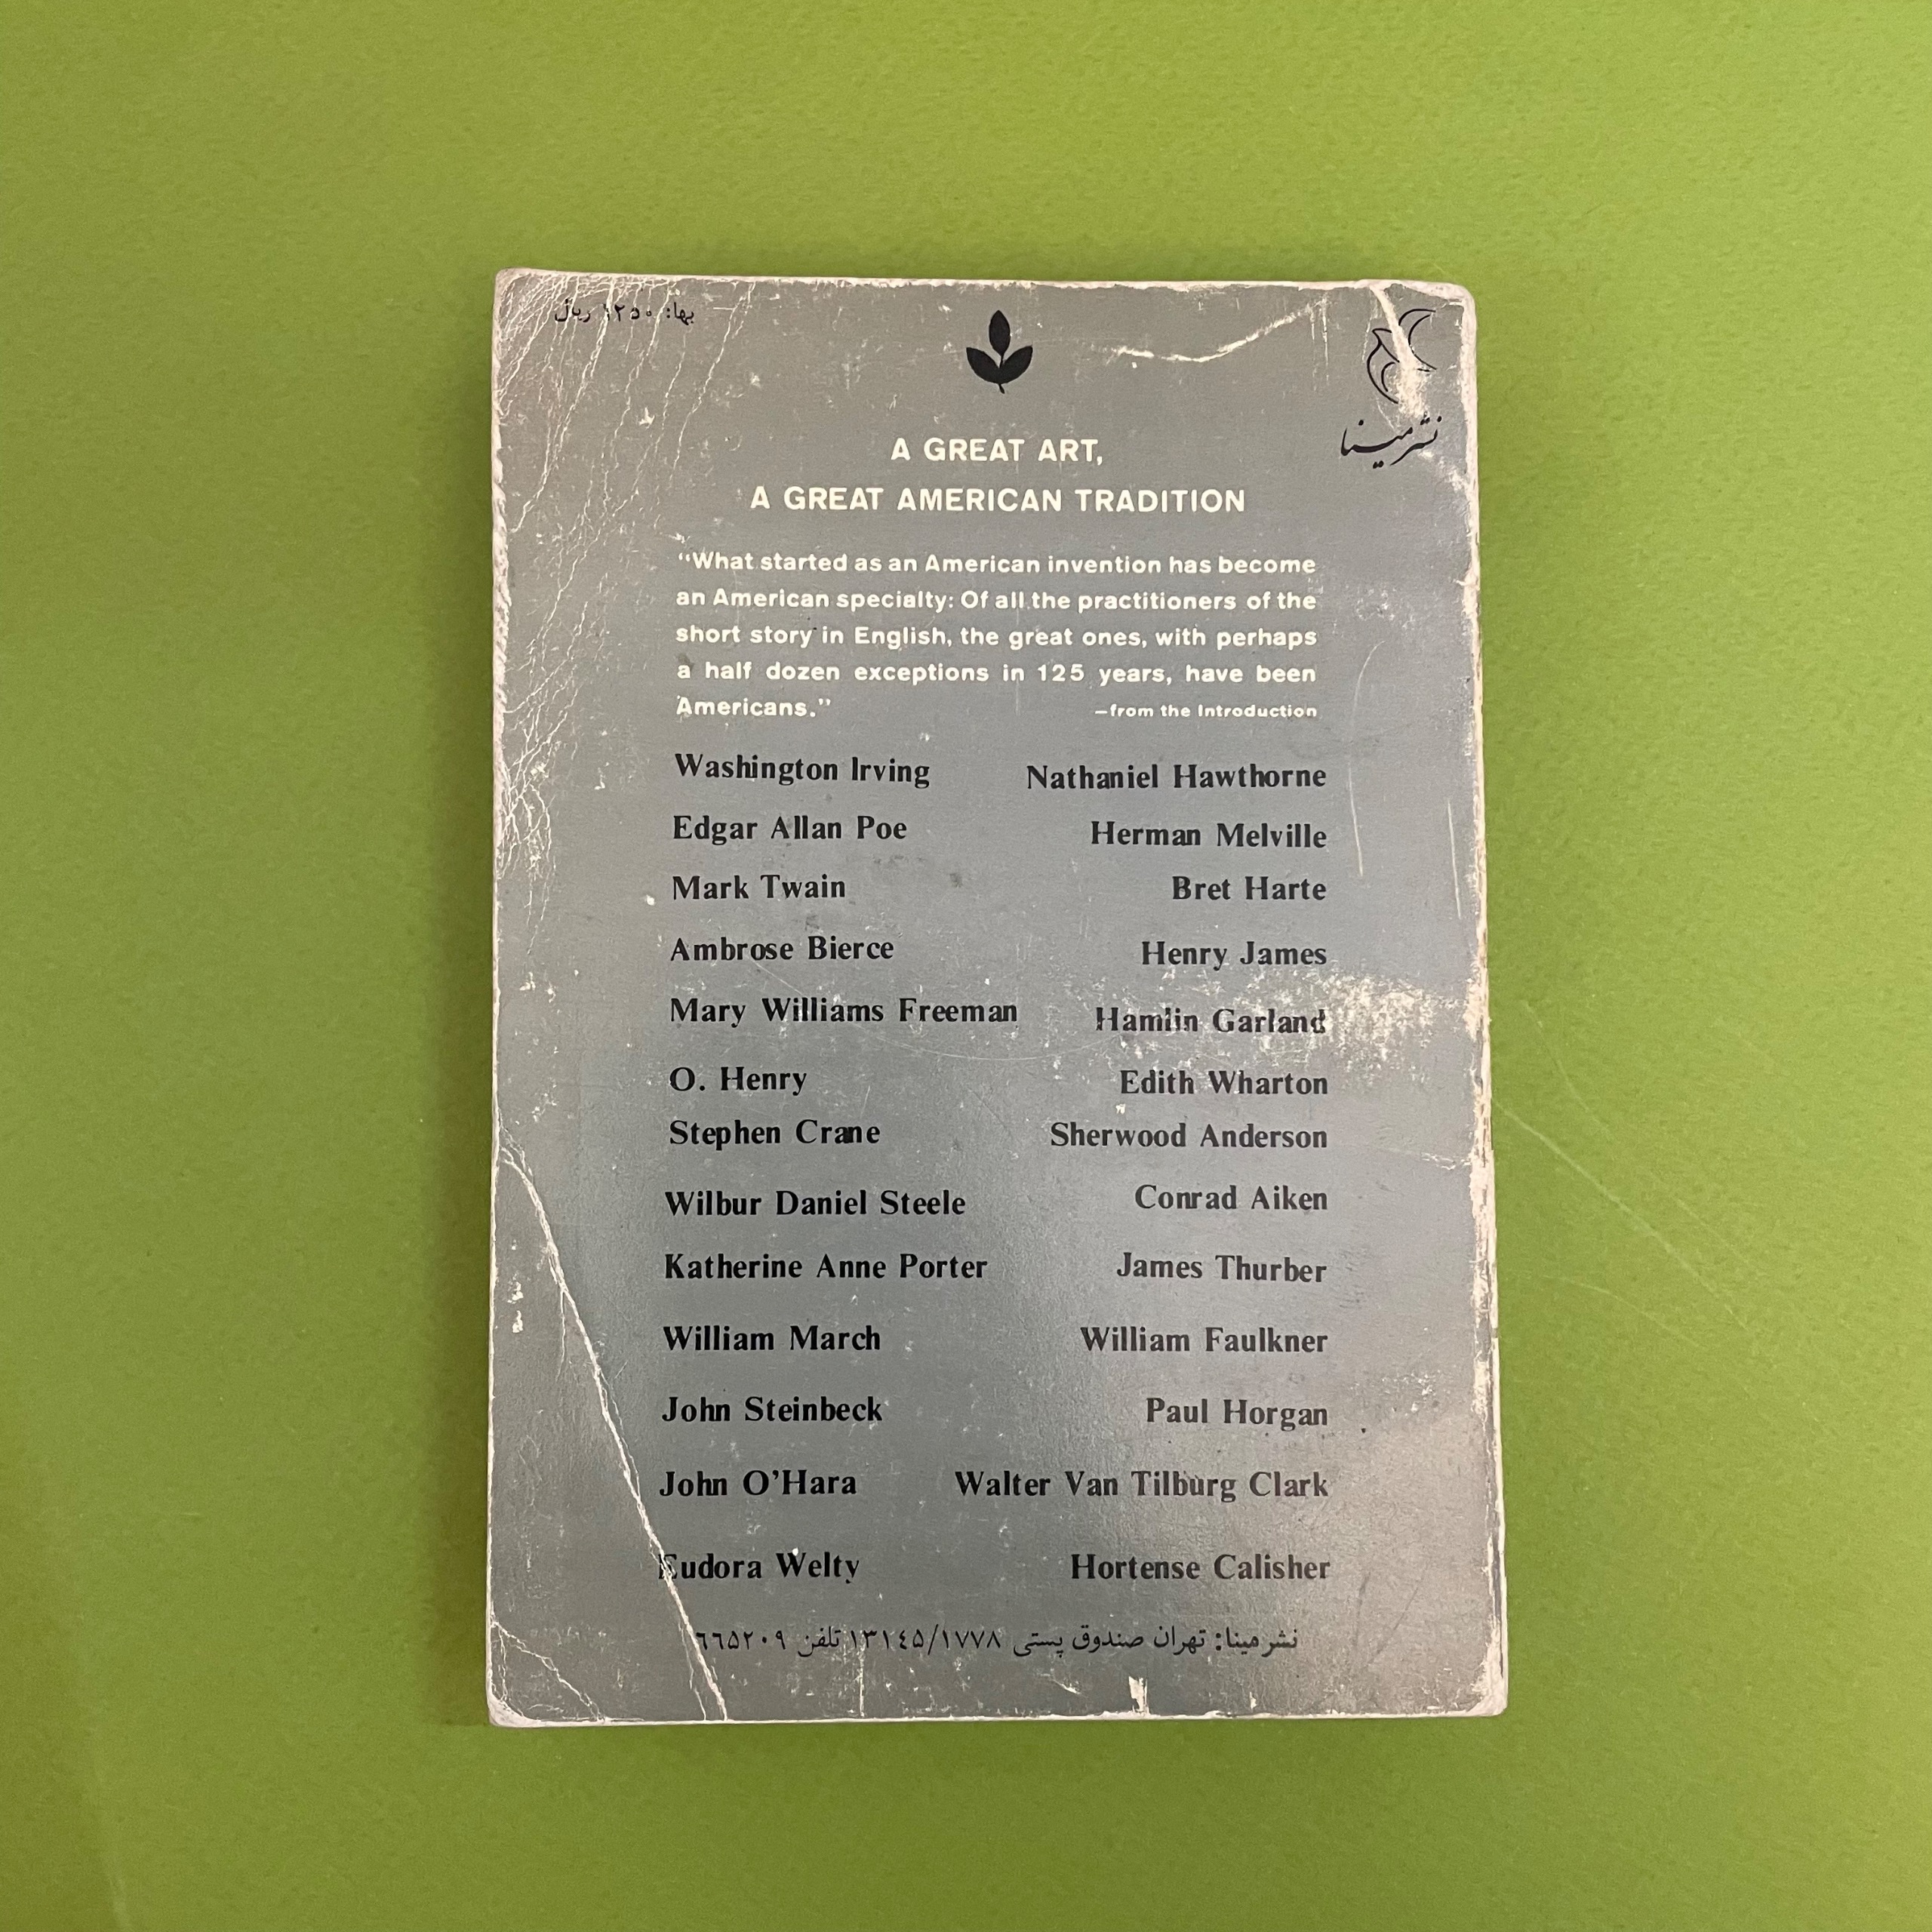 بها: ۱۲۵۰ ریال
نشر مینا
A GREAT ART,
A GREAT AMERICAN TRADITION
“What started as an American invention has become
an American specialty: Of all the practitioners of the
short story in English, the great ones, with perhaps
a half dozen exceptions in 125 years, have been
Americans.” —from the Introduction
Washington Irving Nathaniel Hawthorne
Edgar Allan Poe Herman Melville
Mark Twain Bret Harte
Ambrose Bierce Henry James
Mary Williams Freeman Hamlin Garland
O. Henry Edith Wharton
Stephen Crane Sherwood Anderson
Wilbur Daniel Steele Conrad Aiken
Katherine Anne Porter James Thurber
William March William Faulkner
John Steinbeck Paul Horgan
John O’Hara Walter Van Tilburg Clark
Eudora Welty Hortense Calisher
نشر مینا: تهران صندوق پستی ۱۳۱٤۵/۱۷۷۸ تلفن ٦٦۵۲۰۹